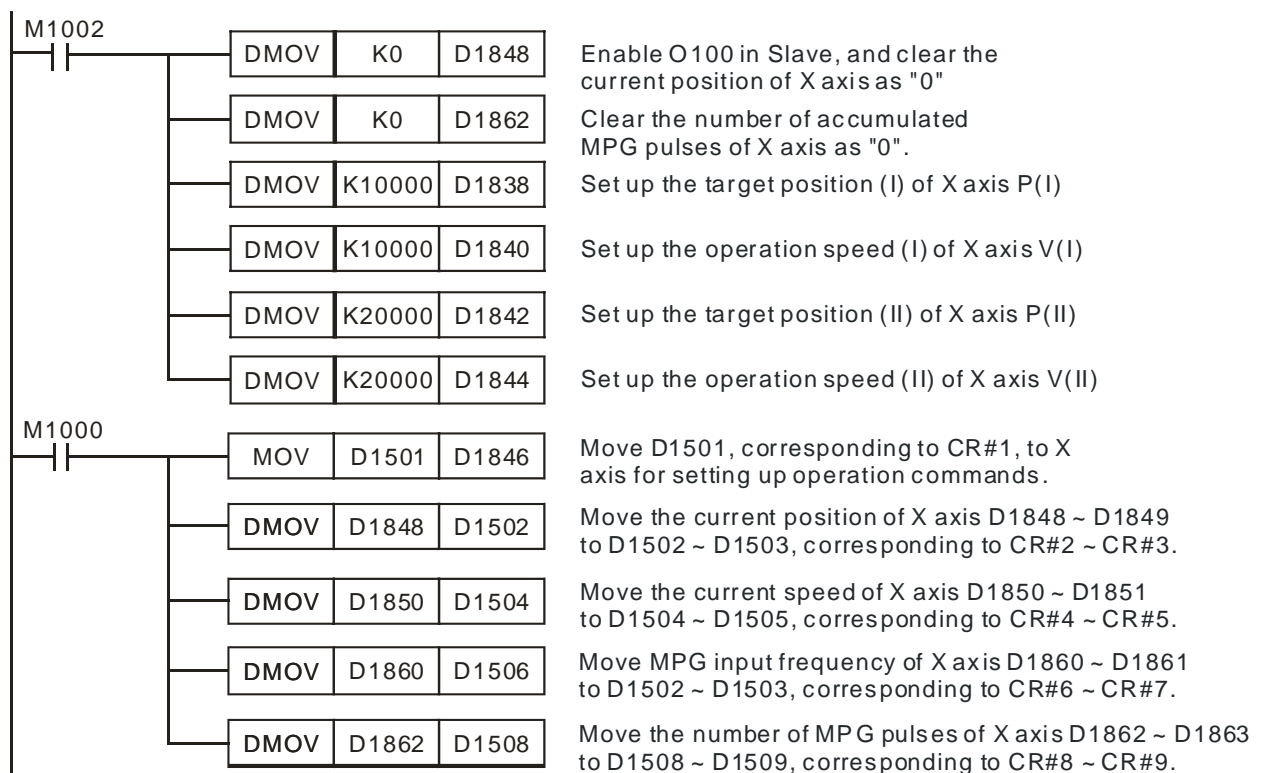 M1002
DMOV K0 D1848 Enable O100 in Slave, and clear the
current position of X axis as "0"
DMOV K0 D1862 Clear the number of accumulated
MPG pulses of X axis as "0".
DMOV K10000 D1838 Set up the target position (I) of X axis P(I)
DMOV K10000 D1840 Set up the operation speed (I) of X axis V(I)
DMOV K20000 D1842 Set up the target position (II) of X axis P(II)
DMOV K20000 D1844 Set up the operation speed (II) of X axis V(II)
M1000
MOV D1501 D1846 Move D1501, corresponding to CR#1, to X
axis for setting up operation commands.
DMOV D1848 D1502 Move the current position of X axis D1848 ~ D1849
to D1502 ~ D1503, corresponding to CR#2 ~ CR#3.
DMOV D1850 D1504 Move the current speed of X axis D1850 ~ D1851
to D1504 ~ D1505, corresponding to CR#4 ~ CR#5.
DMOV D1860 D1506 Move MPG input frequency of X axis D1860 ~ D1861
to D1502 ~ D1503, corresponding to CR#6 ~ CR#7.
DMOV D1862 D1508 Move the number of MPG pulses of X axis D1862 ~ D1863
to D1508 ~ D1509, corresponding to CR#8 ~ CR#9.